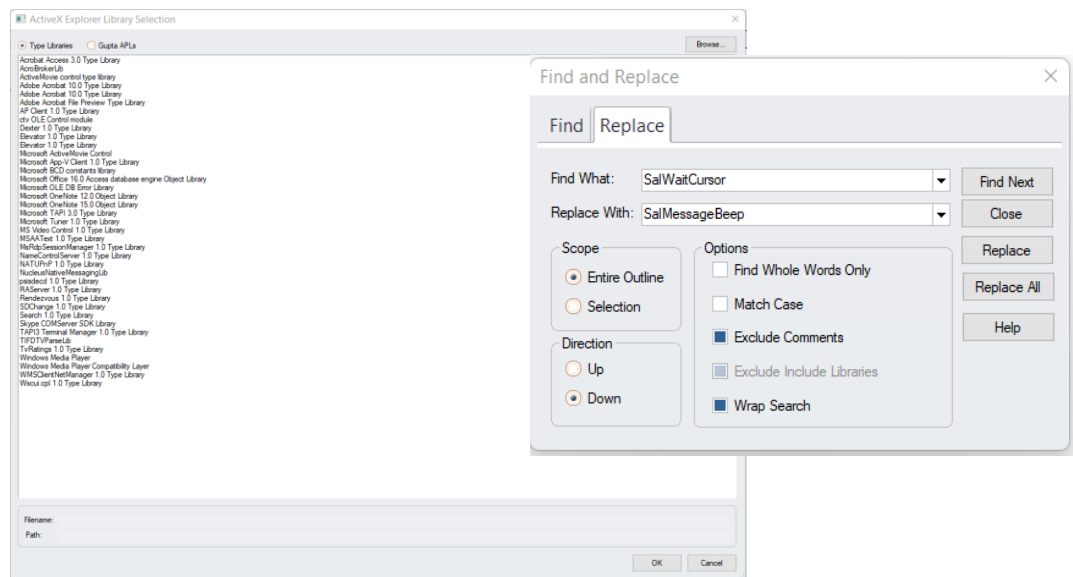 ActiveX Explorer Library Selection
Type Libraries Gupta APLs Browse...
Acrobat Access 3.0 Type Library
AcroBrokerLib
ActiveMovie control type library
Adobe Acrobat 10.0 Type Library
Adobe Acrobat 10.0 Type Library
Adobe Acrobat File Preview Type Library
AP Client 1.0 Type Library
ctv OLE Control module
Dexter 1.0 Type Library
Elevator 1.0 Type Library
Elevator 1.0 Type Library
Microsoft ActiveMovie Control
Microsoft App-V Client 1.0 Type Library
Microsoft BCD constants library
Microsoft Office 16.0 Access database engine Object Library
Microsoft OLE DB Error Library
Microsoft OneNote 12.0 Object Library
Microsoft OneNote 15.0 Object Library
Microsoft TAPI 3.0 Type Library
Microsoft Tuner 1.0 Type Library
MS Video Control 1.0 Type Library
MSAAText 1.0 Type Library
MsRdpSessionManager 1.0 Type Library
NameControlServer 1.0 Type Library
NATUPnP 1.0 Type Library
NucleusNativeMessagingLib
psisdecd 1.0 Type Library
RAServer 1.0 Type Library
Rendezvous 1.0 Type Library
SDChange 1.0 Type Library
Search 1.0 Type Library
Skype COMServer SDK Library
TAPI3 Terminal Manager 1.0 Type Library
TIFDTVParseLib
TvRatings 1.0 Type Library
Windows Media Player
Windows Media Player Compatibility Layer
WMSClientNetManager 1.0 Type Library
Wscui.cpl 1.0 Type Library
Filename:
Path:
OK Cancel
Find and Replace
Find Replace
Find What: SalWaitCursor Find Next
Replace With: SalMessageBeep Close
Scope
Entire Outline
Selection
Direction
Up
Down
Options
Find Whole Words Only
Match Case
Exclude Comments
Exclude Include Libraries
Wrap Search
Replace
Replace All
Help